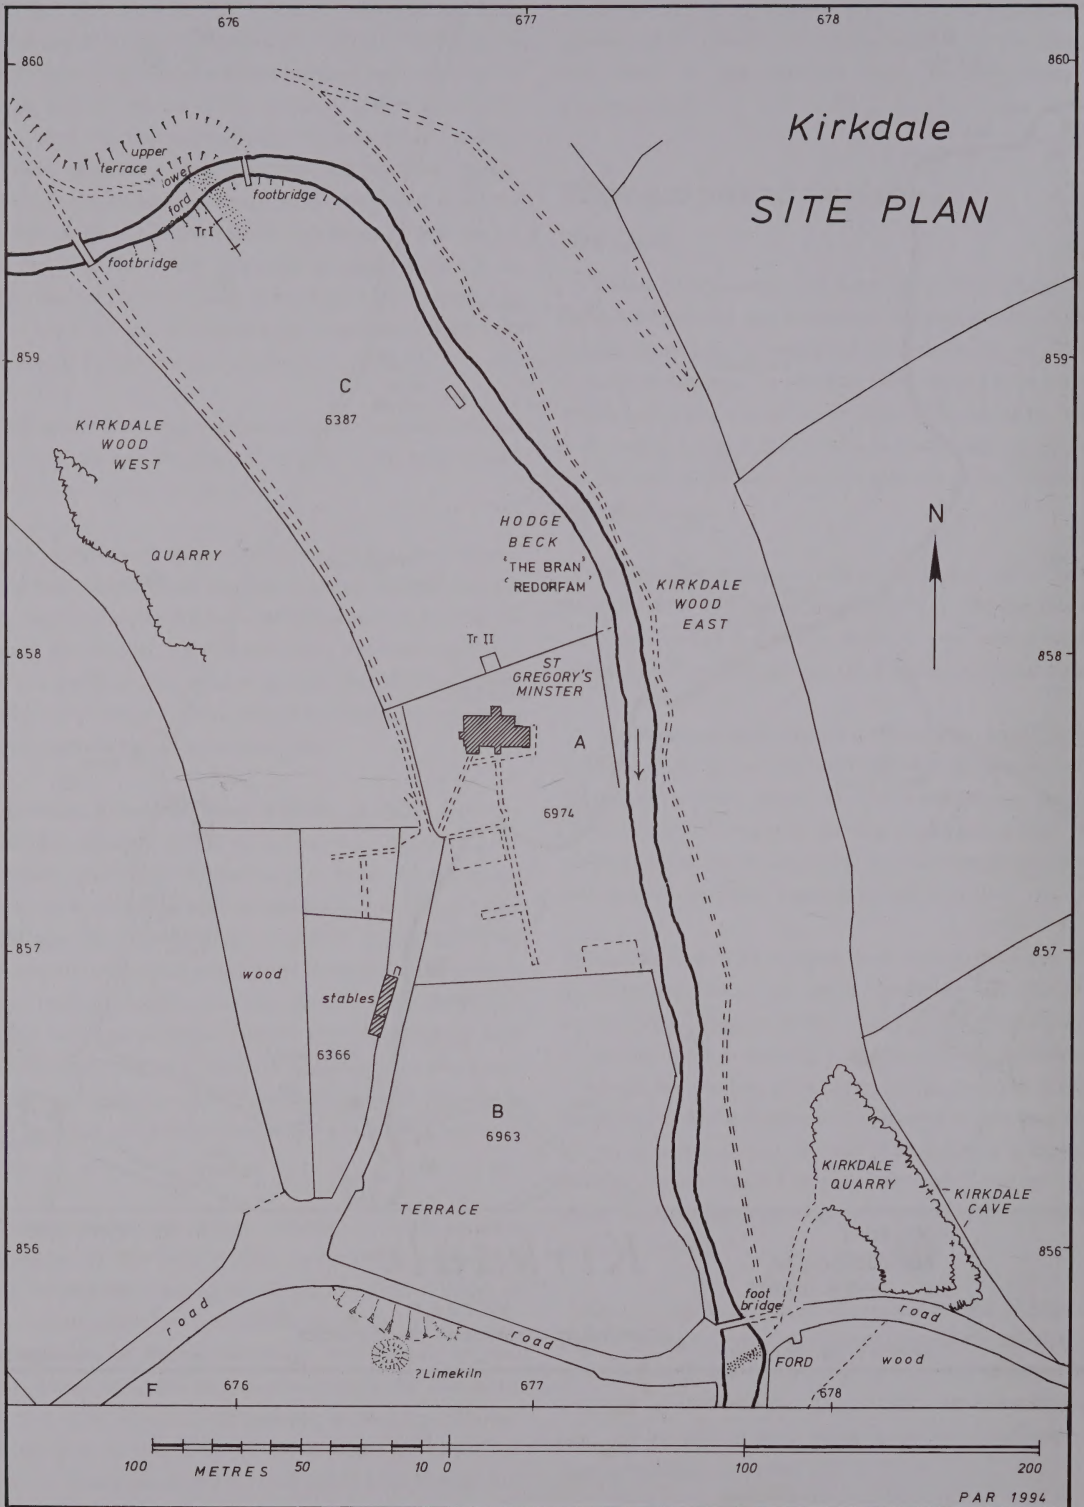 676
677
678
860
860
Kirkdale
SITE PLAN
upper
terrace
lower
ford
footbridge
Tr I
footbridge
859
859
C
6387
KIRKDALE
WOOD
WEST
QUARRY
HODGE
BECK
'THE BRAN'
'REDORFAM'
N
KIRKDALE
WOOD
EAST
858
858
Tr II
ST
GREGORY'S
MINSTER
A
6974
857
857
wood
stables
6366
B
6963
TERRACE
KIRKDALE
QUARRY
KIRKDALE
CAVE
856
856
foot
bridge
road
road
road
FORD
wood
?Limekiln
F
676
677
678
100
METRES
50
10
0
100
200
PAR 1994